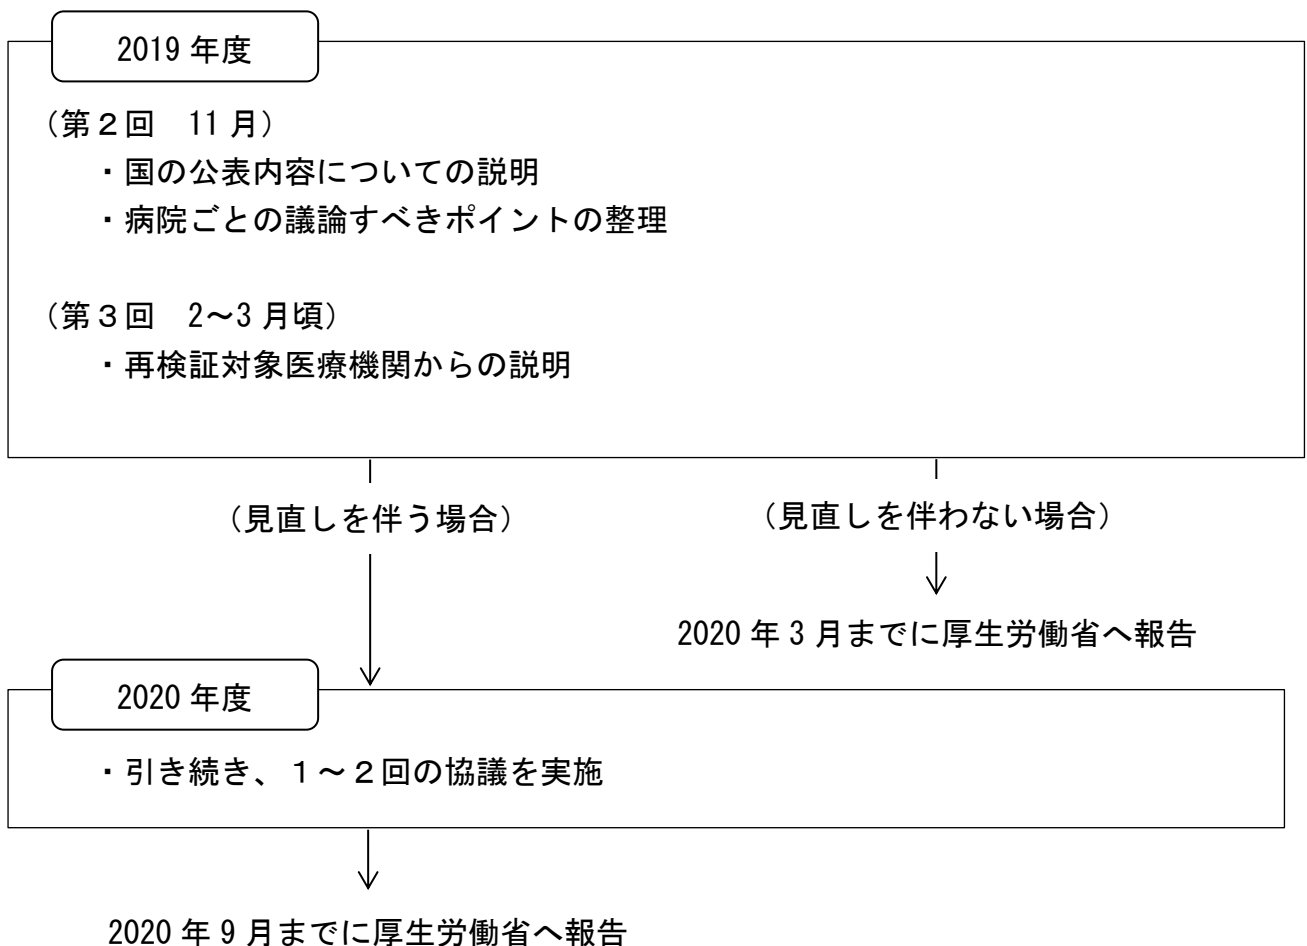 2019 年度
（第２回　11 月）
・国の公表内容についての説明
・病院ごとの議論すべきポイントの整理
（第３回　2～3 月頃）
・再検証対象医療機関からの説明
（見直しを伴う場合）
（見直しを伴わない場合）
2020 年 3 月までに厚生労働省へ報告
2020 年度
・引き続き、１～２回の協議を実施
2020 年 9 月までに厚生労働省へ報告